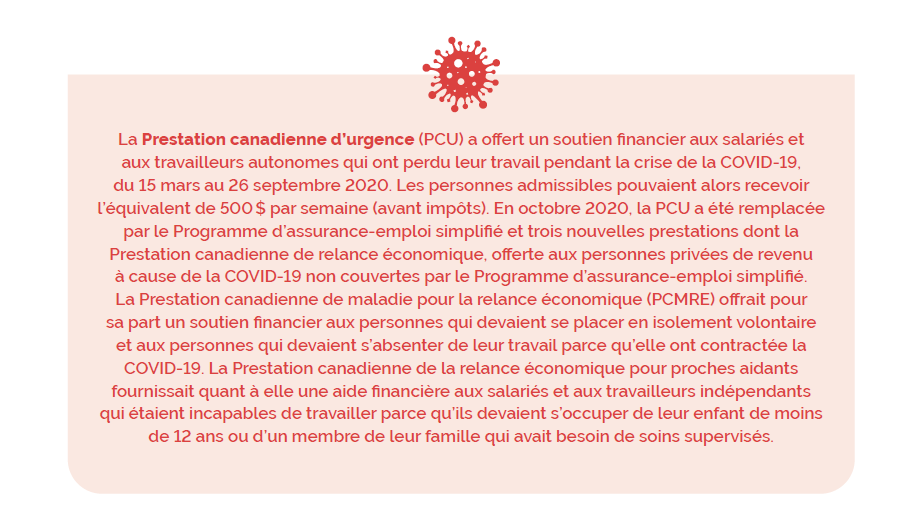 La Prestation canadienne d’urgence (PCU) a offert un soutien financier aux salariés et
aux travailleurs autonomes qui ont perdu leur travail pendant la crise de la COVID-19,
du 15 mars au 26 septembre 2020. Les personnes admissibles pouvaient alors recevoir
l’équivalent de 500 $ par semaine (avant impôts). En octobre 2020, la PCU a été remplacée
par le Programme d’assurance-emploi simplifié et trois nouvelles prestations dont la
Prestation canadienne de relance économique, offerte aux personnes privées de revenu
à cause de la COVID-19 non couvertes par le Programme d’assurance-emploi simplifié.
La Prestation canadienne de maladie pour la relance économique (PCMRE) offrait pour
sa part un soutien financier aux personnes qui devaient se placer en isolement volontaire
et aux personnes qui devaient s’absenter de leur travail parce qu’elle ont contractée la
COVID-19. La Prestation canadienne de la relance économique pour proches aidants
fournissait quant à elle une aide financière aux salariés et aux travailleurs indépendants
qui étaient incapables de travailler parce qu’ils devaient s’occuper de leur enfant de moins
de 12 ans ou d’un membre de leur famille qui avait besoin de soins supervisés.